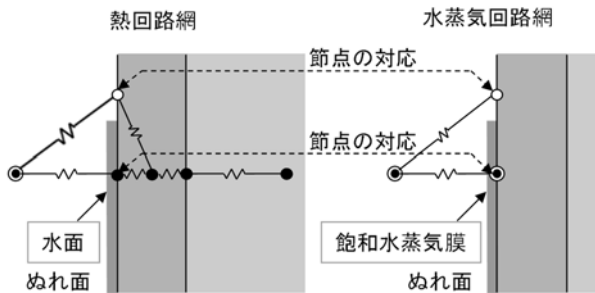 熱回路網
水蒸気回路網
節点の対応
節点の対応
水面
飽和水蒸気膜
ぬれ面
ぬれ面